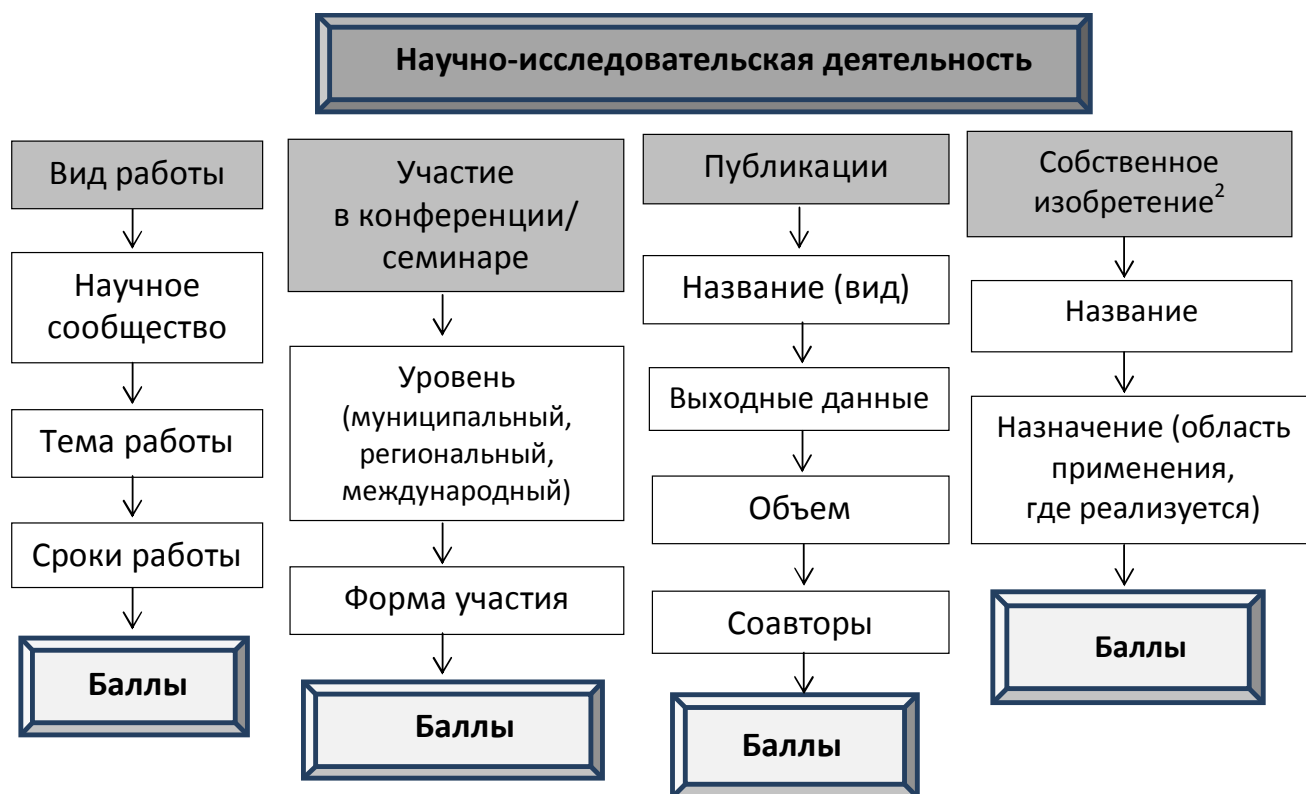 Научно-исследовательская деятельность
Вид работы
Научное
сообщество
Тема работы
Сроки работы
Баллы
Участие
в конференции/
семинаре
Уровень
(муниципальный,
региональный,
международный)
Форма участия
Баллы
Публикации
Название (вид)
Выходные данные
Объем
Соавторы
Баллы
Собственное
изобретение²
Название
Назначение (область
применения,
где реализуется)
Баллы